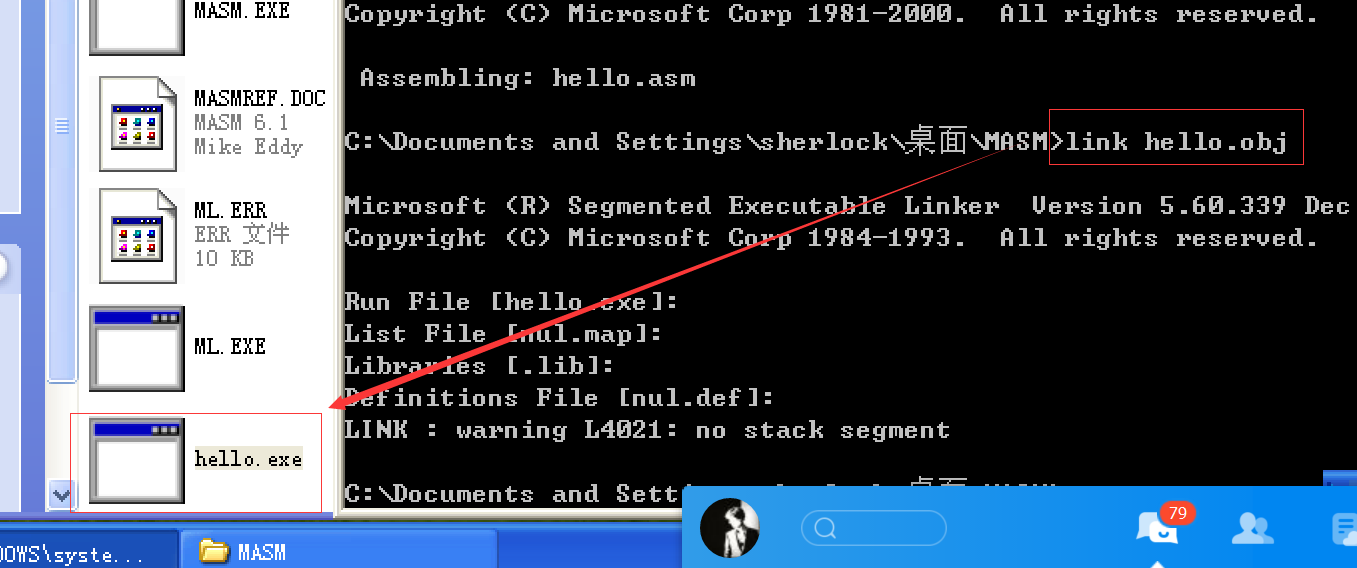 MASM.EXE
MASMREF.DOC
MASM 6.1
Mike Eddy
ML.ERR
ERR 文件
10 KB
ML.EXE
hello.exe
Copyright (C) Microsoft Corp 1981-2000.  All rights reserved.
Assembling: hello.asm
C:\Documents and Settings\sherlock\桌面\MASM>link hello.obj
Microsoft (R) Segmented Executable Linker  Version 5.60.339 Dec
Copyright (C) Microsoft Corp 1984-1993.  All rights reserved.
Run File [hello.exe]:
List File [nul.map]:
Libraries [.lib]:
Definitions File [nul.def]:
LINK : warning L4021: no stack segment
C:\Documents and Sett
79
OWS\syste...
MASM